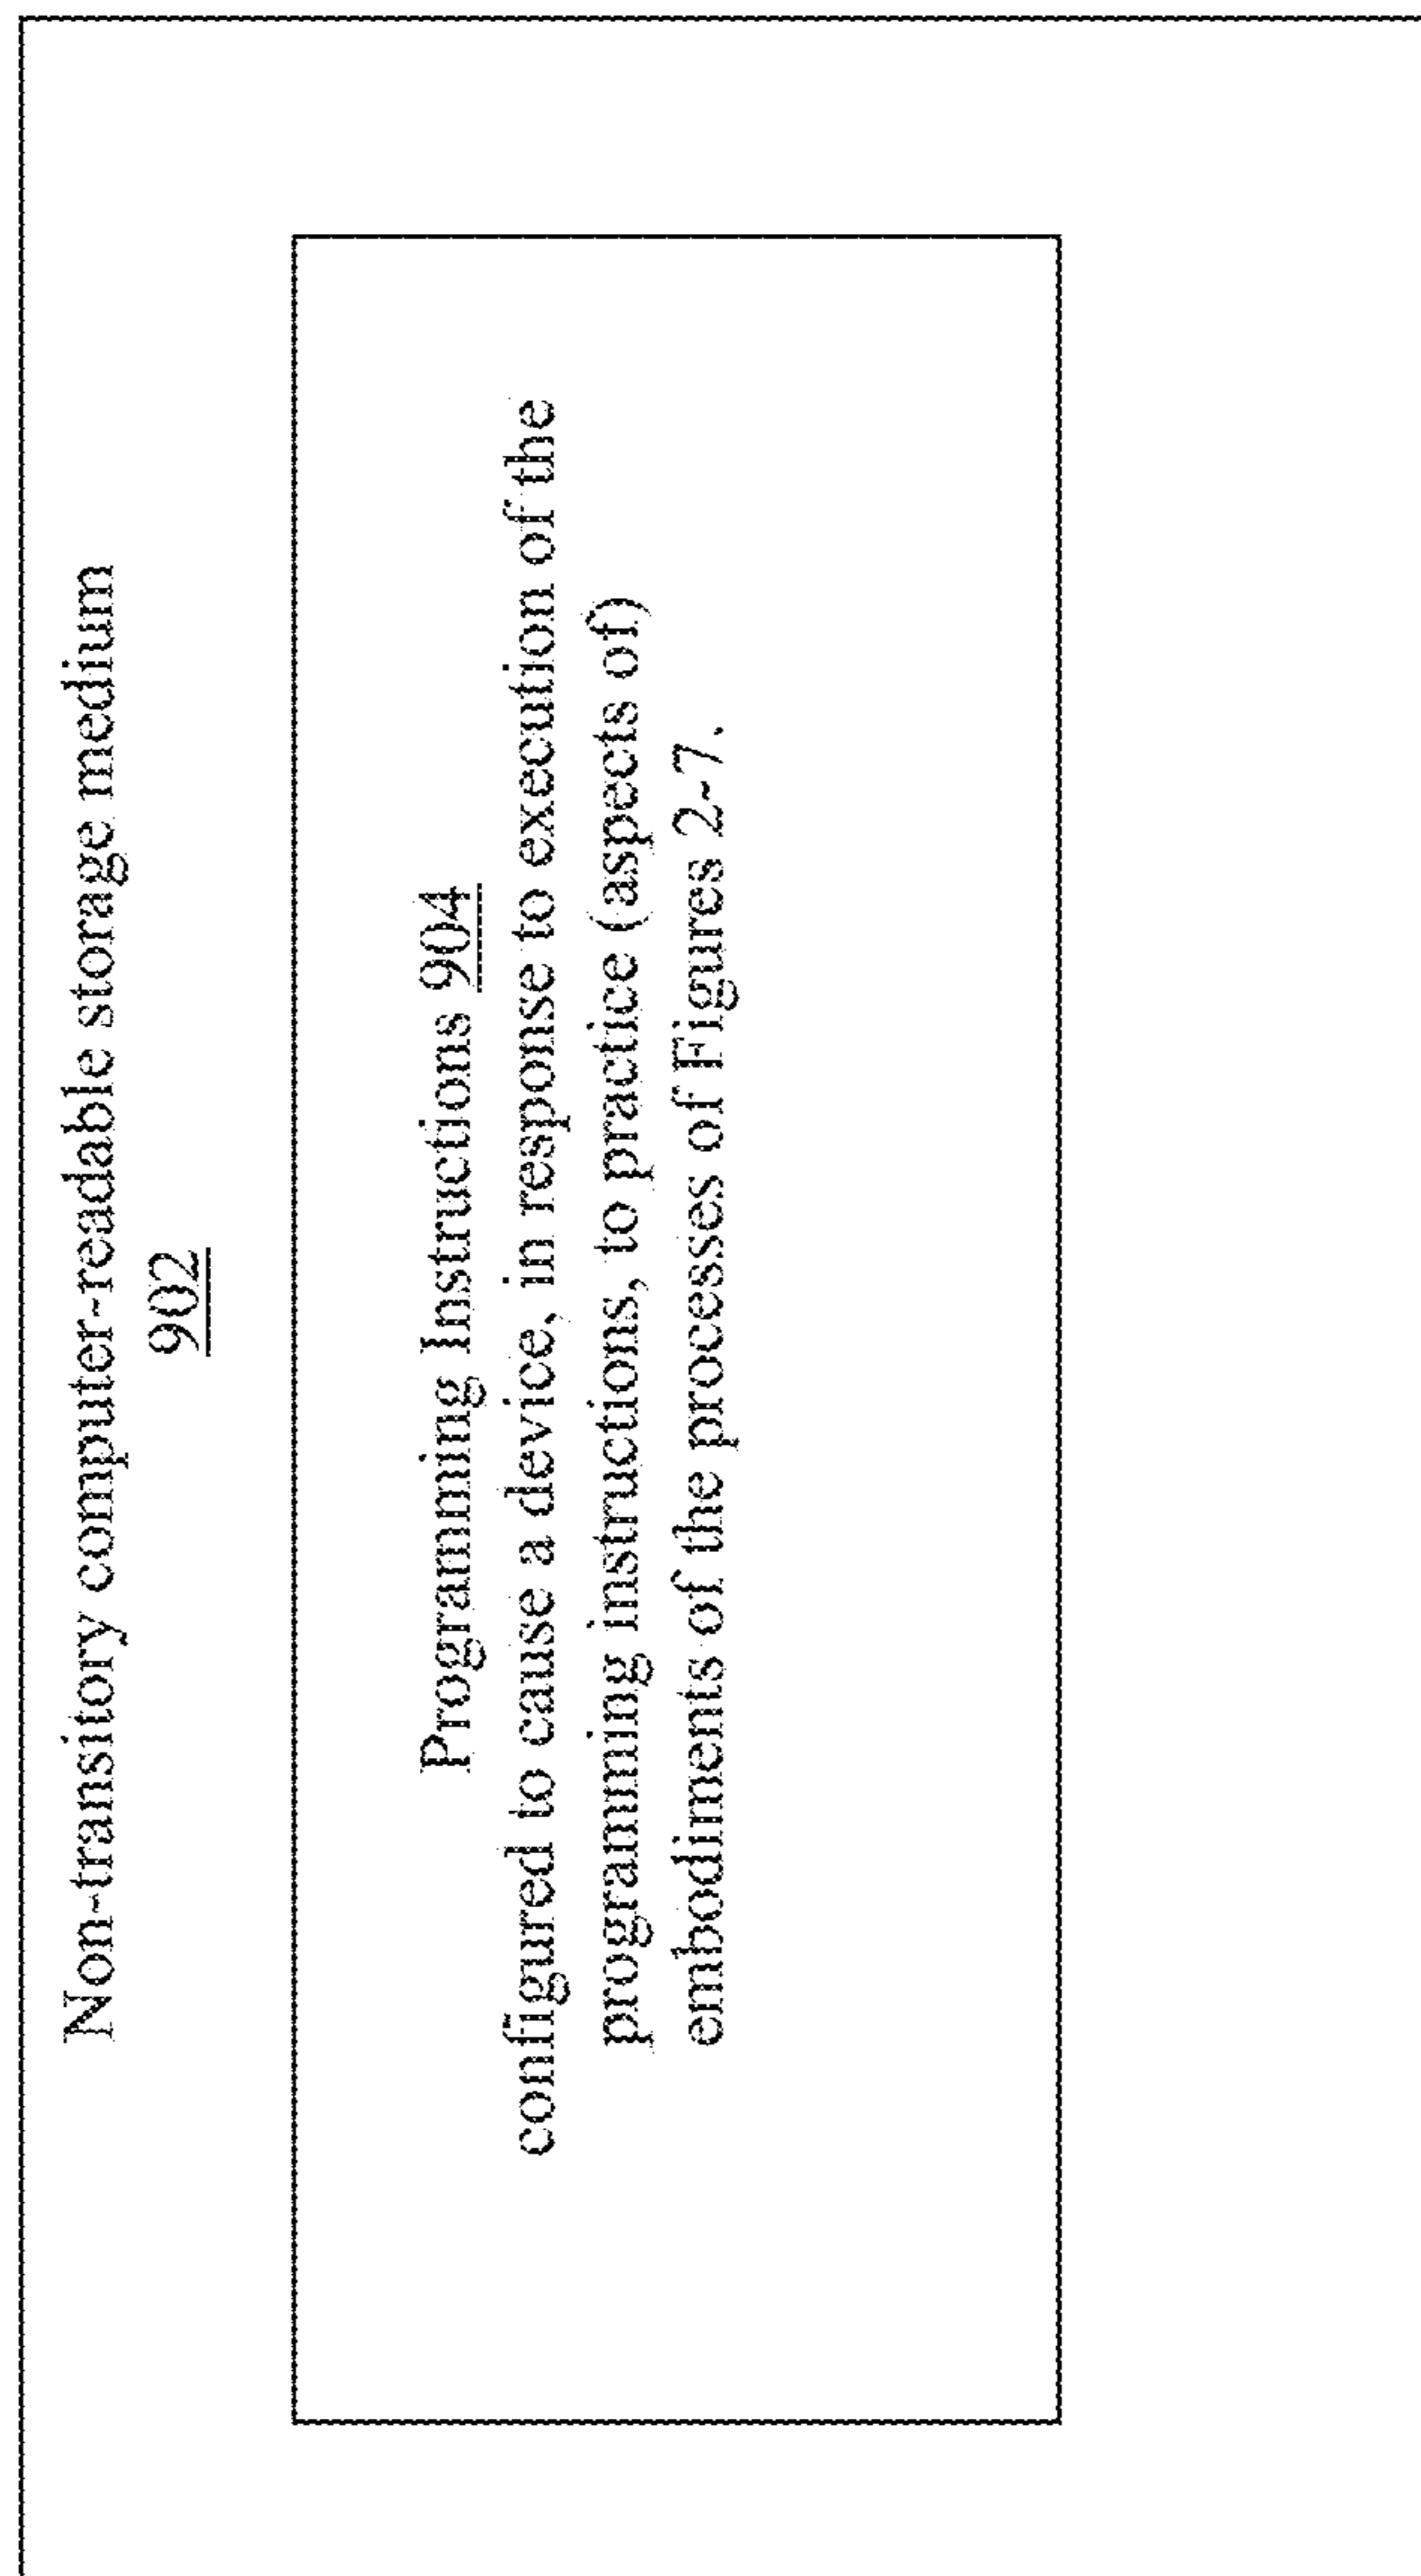 Non-transitory computer-readable storage medium
902
Programming Instructions 904
configured to cause a device, in response to execution of the
programming instructions, to practice (aspects of)
embodiments of the processes of Figures 2-7.